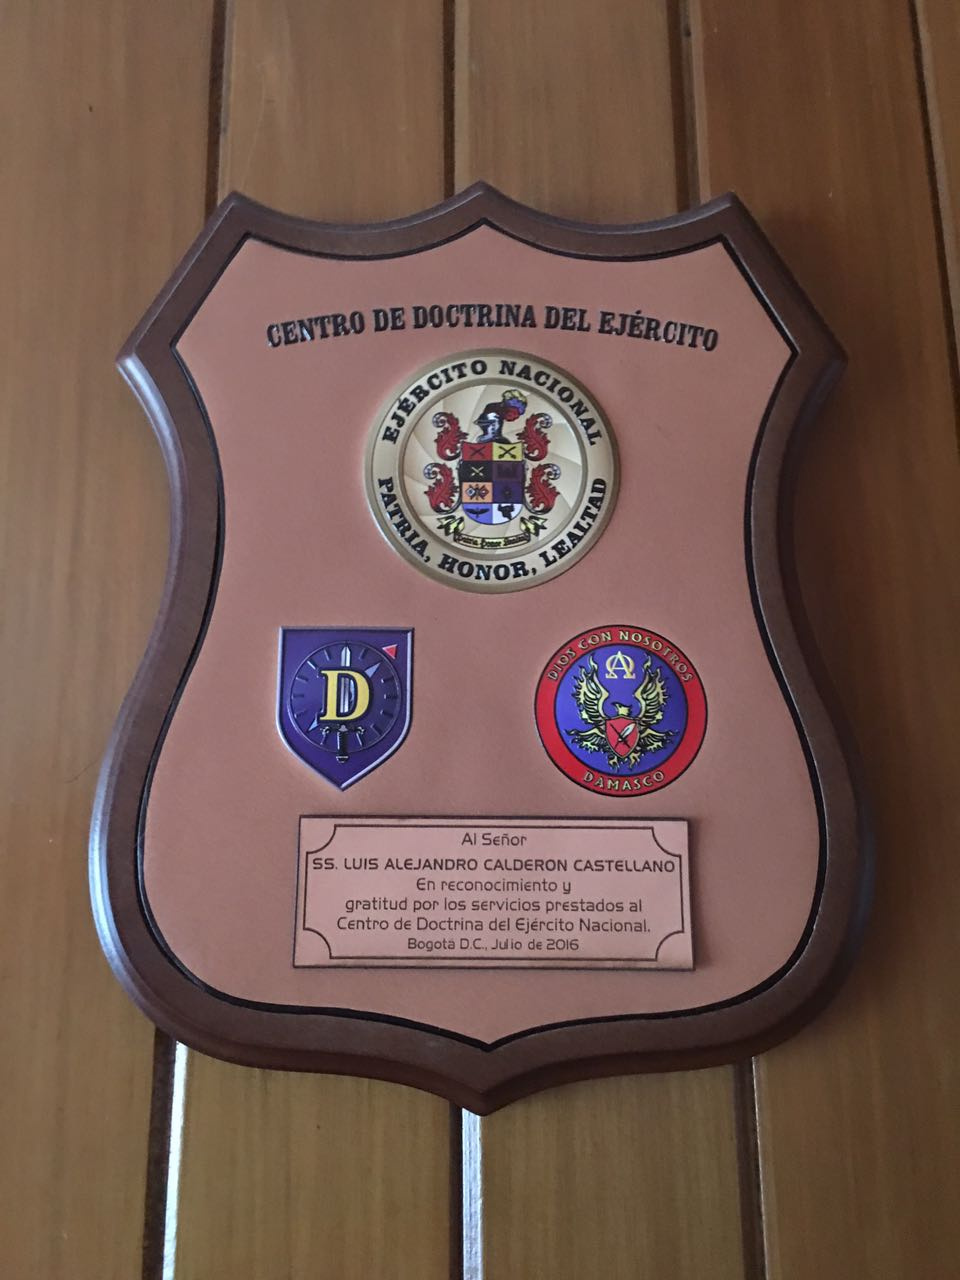 CENTRO DE DOCTRINA DEL EJÉRCITO
EJÉRCITO NACIONAL
PATRIA, HONOR, LEALTAD
D
DIOS CON NOSOTROS
ΑΩ
DAMASCO
Al Señor
SS. LUIS ALEJANDRO CALDERON CASTELLANO
En reconocimiento y
gratitud por los servicios prestados al
Centro de Doctrina del Ejército Nacional.
Bogotá D.C., Julio de 2016